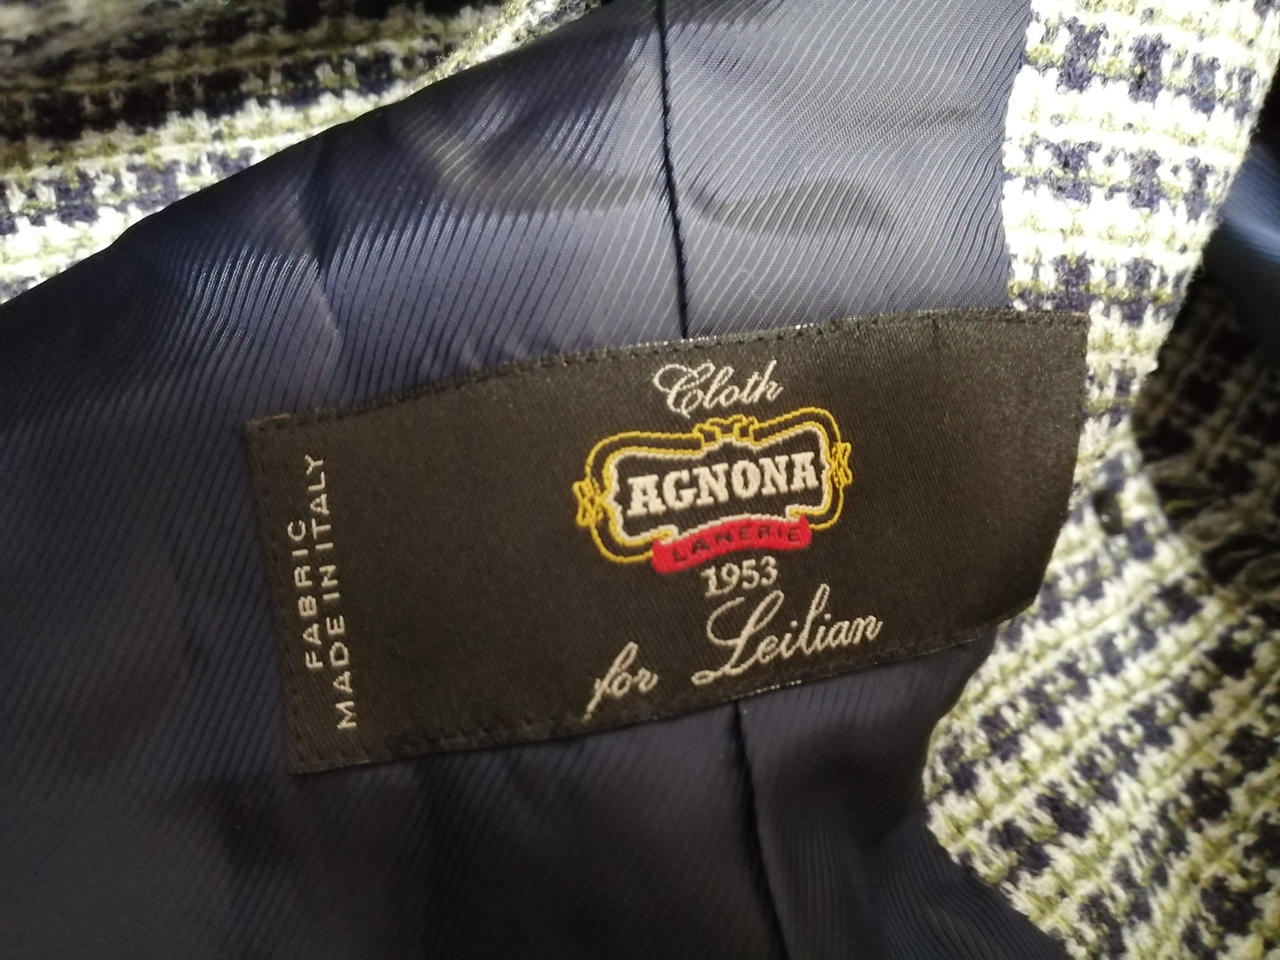 Cloth
AGNONA
LANERIE
1953
for Leilian
FABRIC
MADE IN ITALY